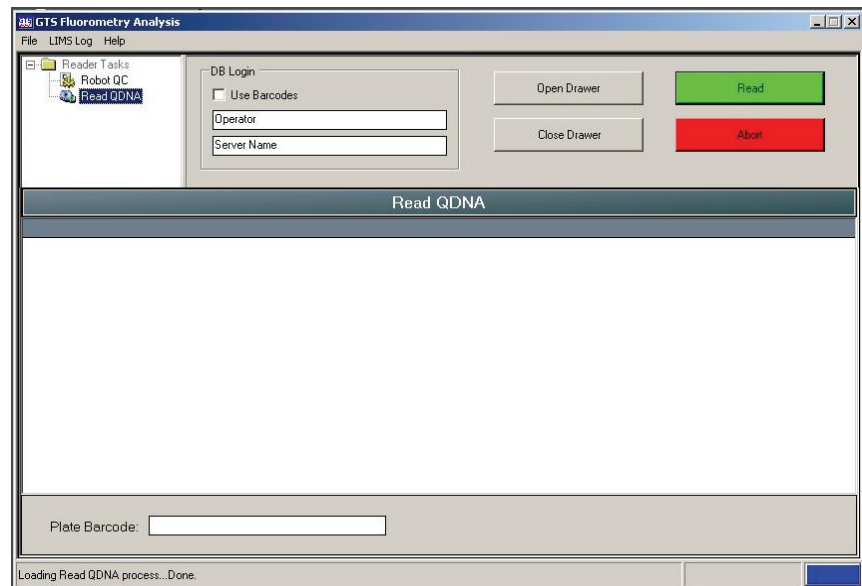 GTS Fluorometry Analysis
File LIMS Log Help
Reader Tasks
Robot QC
Read QDNA
DB Login
Use Barcodes
Operator
Server Name
Open Drawer
Read
Close Drawer
Abort
Read QDNA
Plate Barcode:
Loading Read QDNA process...Done.